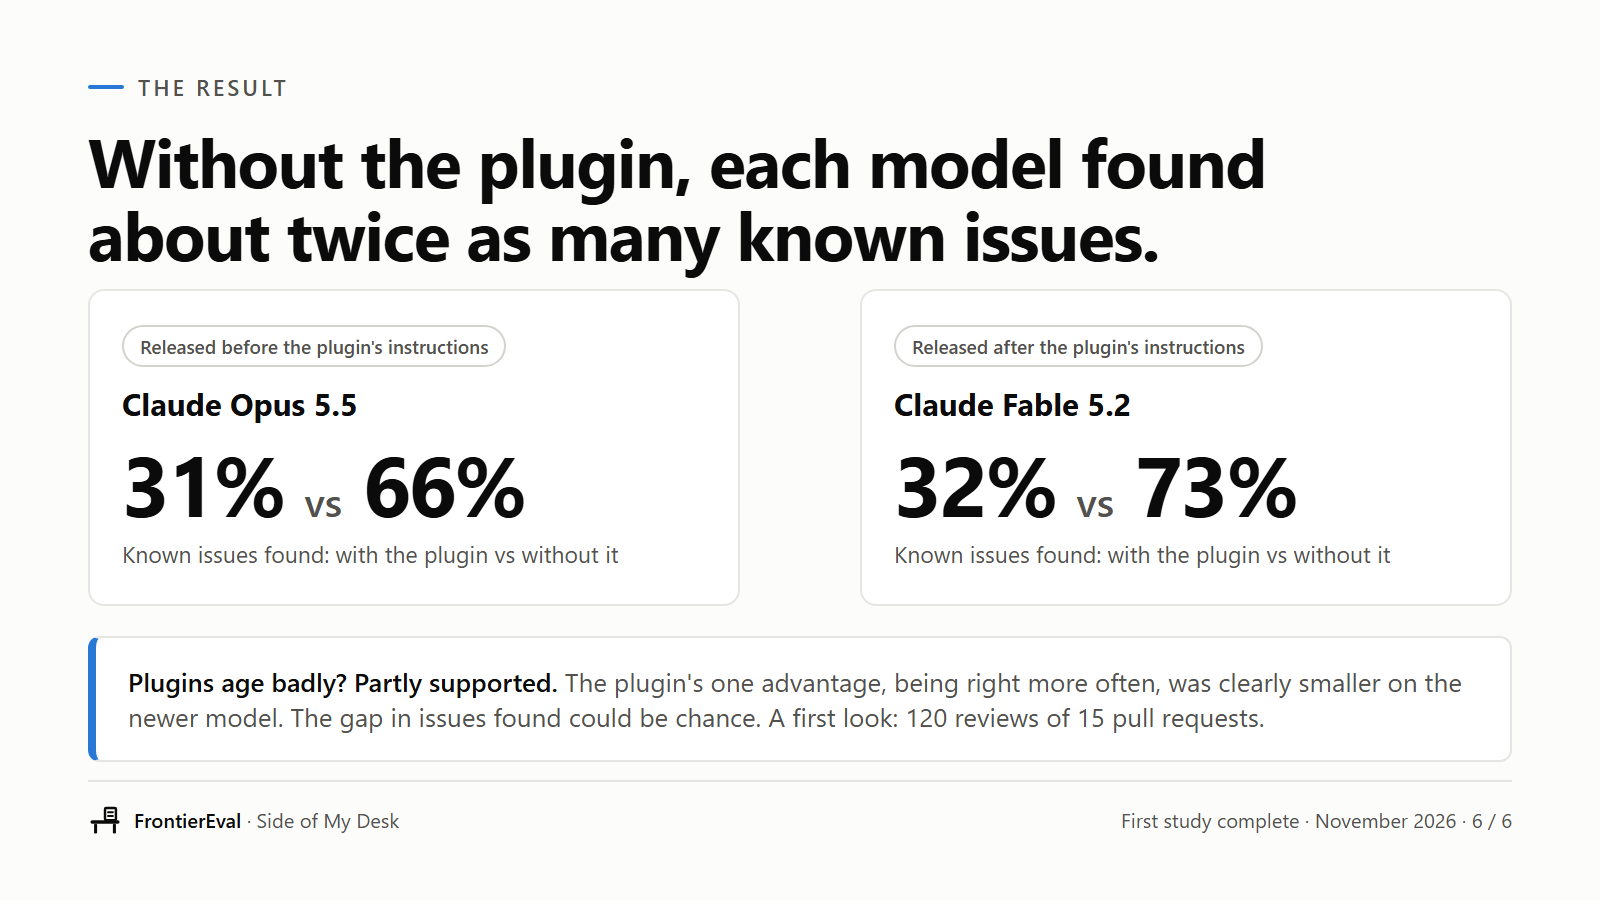 THE RESULT
Without the plugin, each model found
about twice as many known issues.
Released before the plugin's instructions
Claude Opus 5.5
31% vs 66%
Known issues found: with the plugin vs without it
Released after the plugin's instructions
Claude Fable 5.2
32% vs 73%
Known issues found: with the plugin vs without it
Plugins age badly? Partly supported. The plugin's one advantage, being right more often, was clearly smaller on the
newer model. The gap in issues found could be chance. A first look: 120 reviews of 15 pull requests.
FrontierEval · Side of My Desk
First study complete · November 2026 · 6 / 6